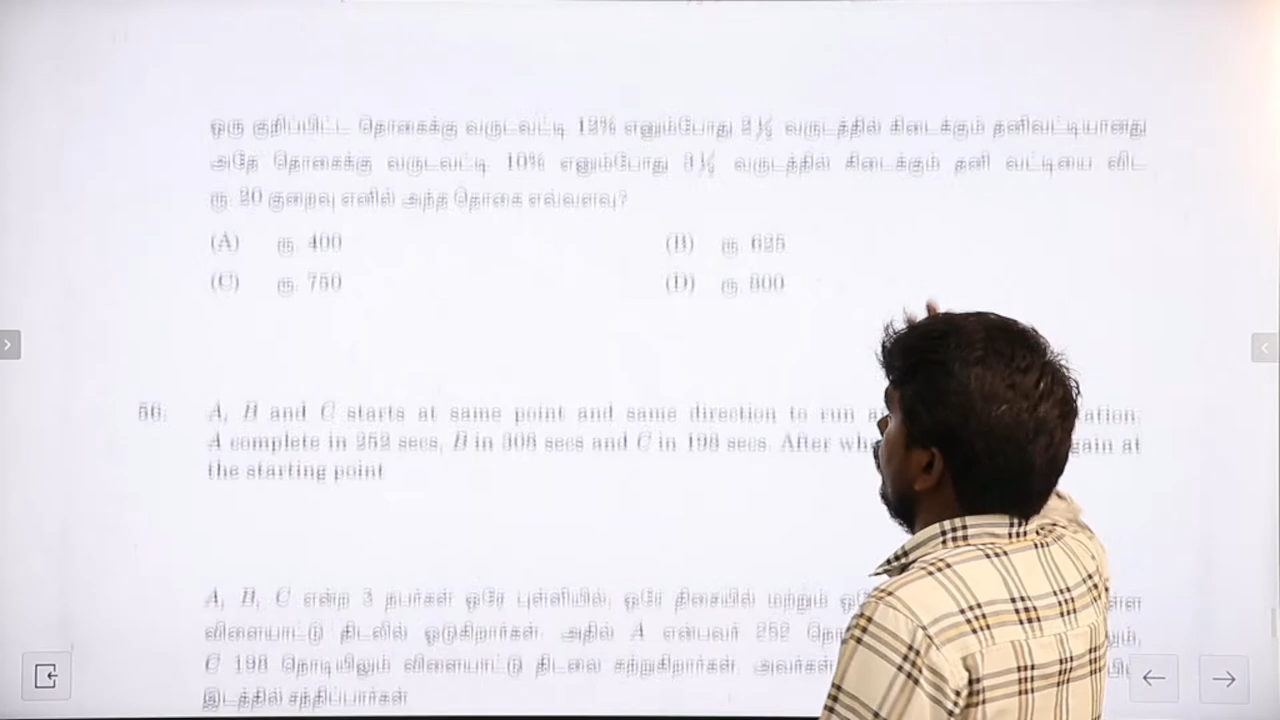 ஒரு குறிப்பிட்ட தொகைக்கு வருடவட்டி 12% எனும்போது 2½ வருடத்தில் கிடைக்கும் தனிவட்டியானது
அதே தொகைக்கு வருடவட்டி 10% எனும்போது 3½ வருடத்தில் கிடைக்கும் தனி வட்டியை விட
ரூ. 20 குறைவு எனில் அந்த தொகை எவ்வளவு?
(A) ரூ. 400 (B) ரூ. 625
(C) ரூ. 750 (D) ரூ. 800
56. A, B and C starts at same point and same direction to run
A complete in 252 secs, B in 308 secs and C in 198 secs. After at
the starting point
A, B, C என்ற 3 நபர்கள் ஒரே புள்ளியில், ஒரே திசையில் மற்றும்
விளையாட்டு திடலில் ஓடுகிறார்கள். அதில் A என்பவர் 252
C 198 நொடியிலும் விளையாட்டு திடலை சுற்றுகிறார்கள்
இடத்தில் சந்திப்பார்கள்